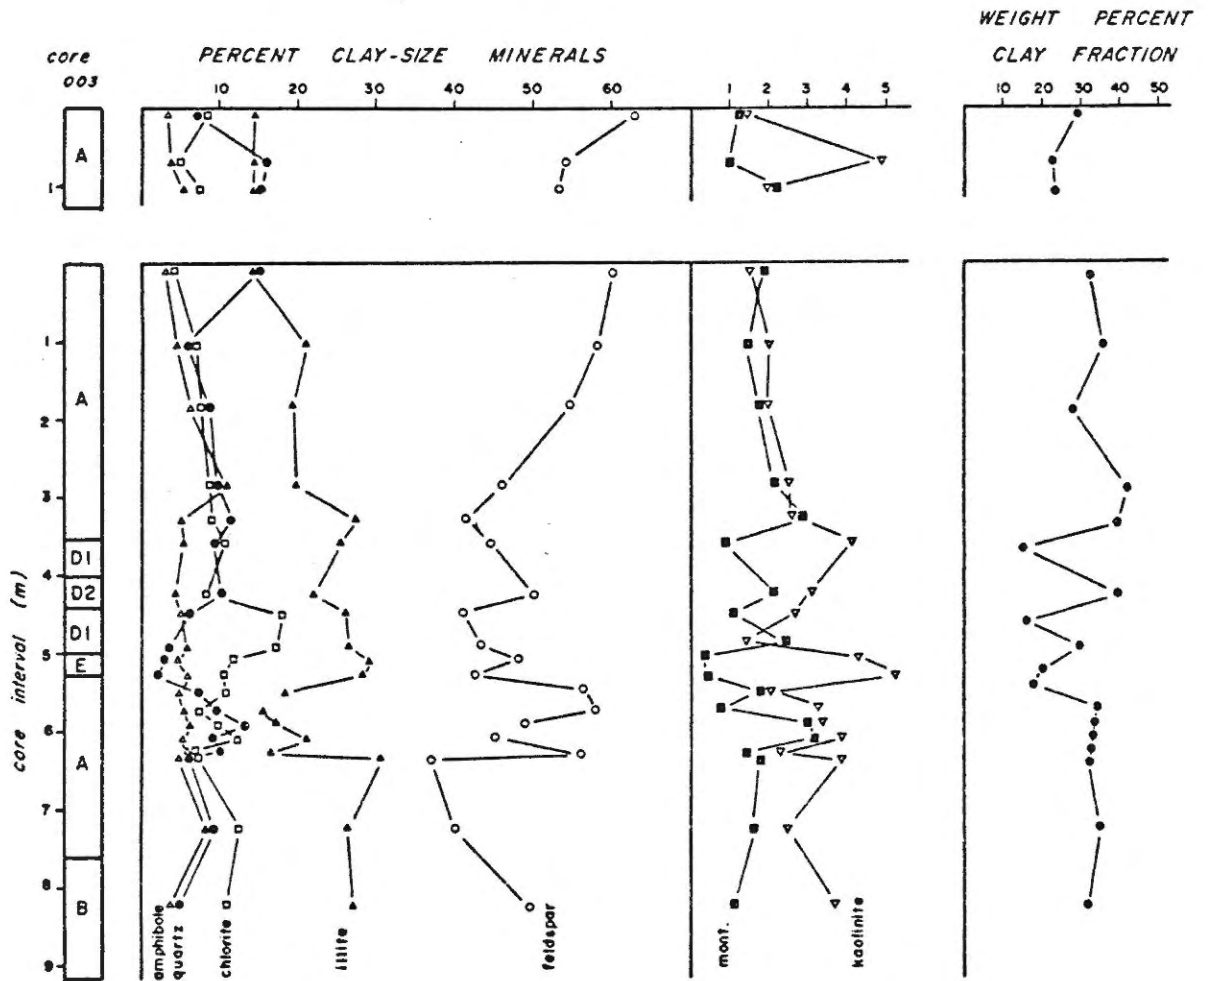 WEIGHT PERCENT
CLAY FRACTION
core
003
PERCENT CLAY-SIZE MINERALS
10 20 30 40 50 60
1 2 3 4 5
10 20 30 40 50
A
1
core interval (m)
1
2
3
4
5
6
7
8
9
A
D1
D2
D1
E
A
B
amphibole
quartz
chlorite
illite
feldspar
mont.
kaolinite